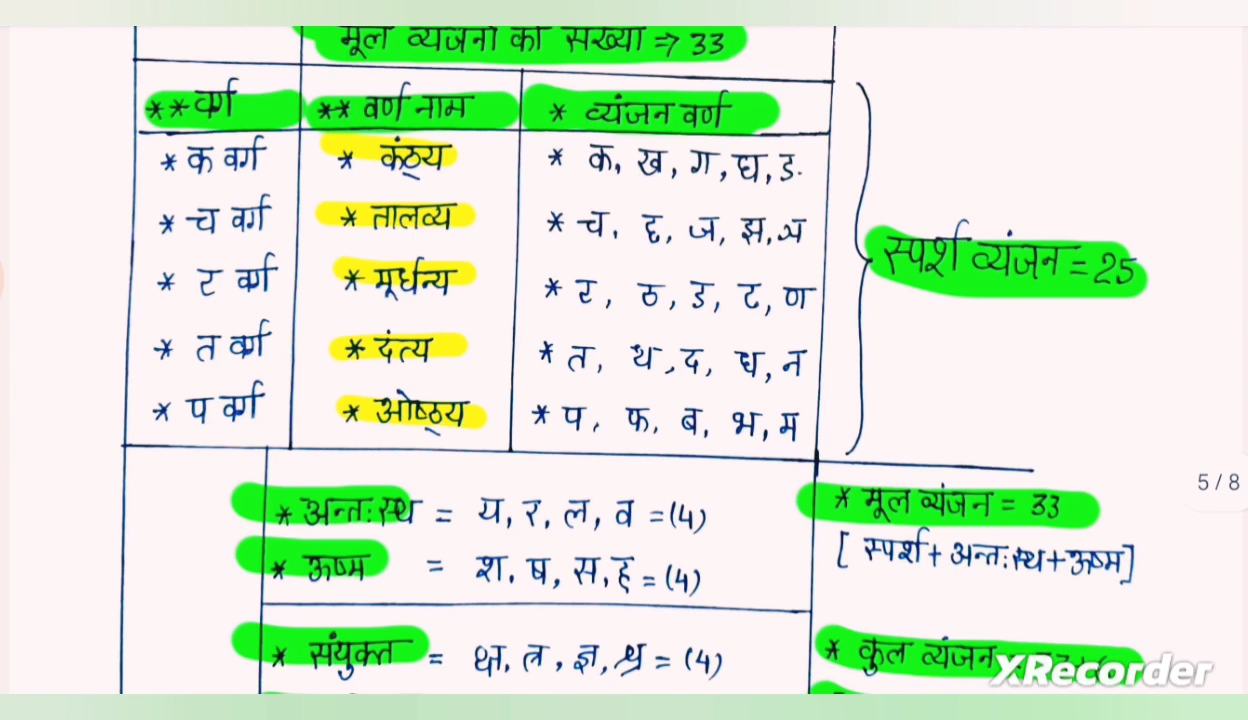 मूल व्यंजनों की संख्या ⇒ 33
**वर्ग ** वर्ण नाम * व्यंजन वर्ण
* क वर्ग * कंठ्य * क, ख, ग, घ, ङ
* च वर्ग * तालव्य * च, छ, ज, झ, ञ
* ट वर्ग * मूर्धन्य * ट, ठ, ड, ढ, ण
* त वर्ग * दंत्य * त, थ, द, ध, न
* प वर्ग * ओष्ठ्य * प, फ, ब, भ, म
स्पर्श व्यंजन = 25
5 / 8
* अन्तःस्थ = य, र, ल, व = (4)
* ऊष्म = श, ष, स, ह = (4)
* मूल व्यंजन = 33
[ स्पर्श + अन्तःस्थ + ऊष्म ]
* संयुक्त = क्ष, त्र, ज्ञ, श्र = (4)
* कुल व्यंजन
XRecorder